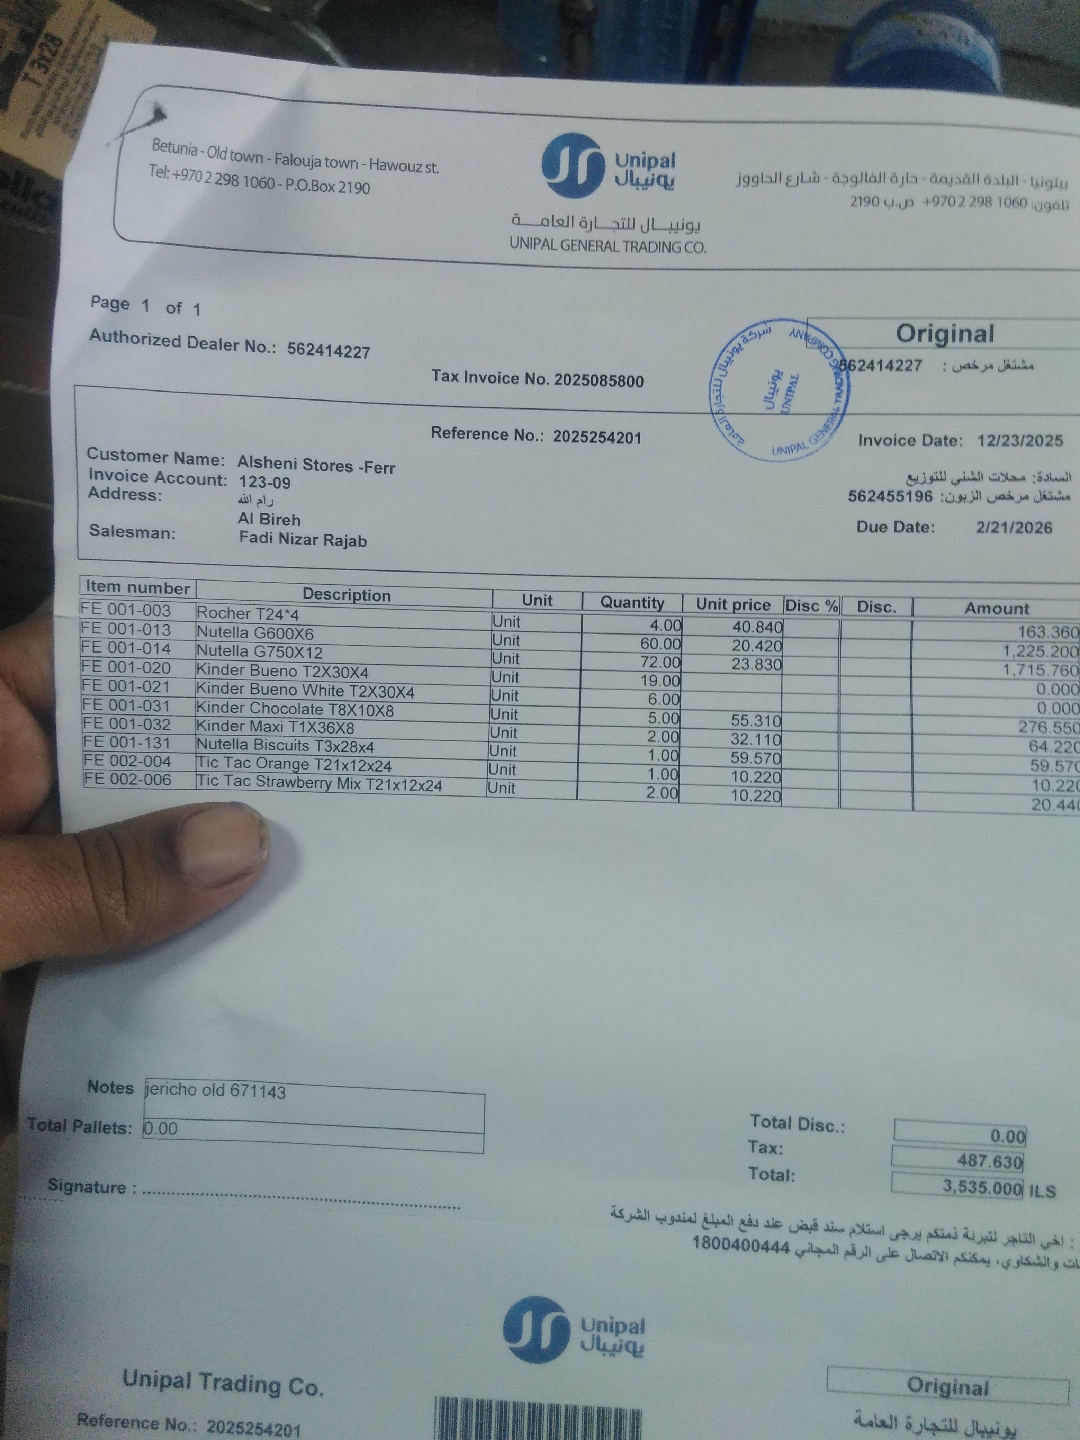 T 3x28
Betunia - Old town - Falouja town - Hawouz st.
Tel: +970 2 298 1060 - P.O.Box 2190
Unipal
يونيبال
يونيبال للتجارة العامة
UNIPAL GENERAL TRADING CO.
بيتونيا - البلدة القديمة - حارة الفالوجة - شارع الحاووز
تلفون: 1060 298 2 970+ ص.ب 2190
Page 1 of 1
Authorized Dealer No.: 562414227
Tax Invoice No. 2025085800
Original
مشتغل مرخص : 562414227
شركة يونيبال للتجارة العامة
يونيبال
UNIPAL
UNIPAL GENERAL TRADING COMPANY
Reference No.: 2025254201
Invoice Date: 12/23/2025
Customer Name: Alsheni Stores -Ferr
Invoice Account: 123-09
Address: رام الله
Al Bireh
Salesman: Fadi Nizar Rajab
السادة: محلات الشني للتوزيع
مشتغل مرخص الزبون: 562455196
Due Date: 2/21/2026
Item number Description Unit Quantity Unit price Disc % Disc. Amount
FE 001-003 Rocher T24*4 Unit 4.00 40.840 163.360
FE 001-013 Nutella G600X6 Unit 60.00 20.420 1,225.200
FE 001-014 Nutella G750X12 Unit 72.00 23.830 1,715.760
FE 001-020 Kinder Bueno T2X30X4 Unit 19.00 0.000
FE 001-021 Kinder Bueno White T2X30X4 Unit 6.00 0.000
FE 001-031 Kinder Chocolate T8X10X8 Unit 5.00 55.310 276.550
FE 001-032 Kinder Maxi T1X36X8 Unit 2.00 32.110 64.220
FE 001-131 Nutella Biscuits T3x28x4 Unit 1.00 59.570 59.570
FE 002-004 Tic Tac Orange T21x12x24 Unit 1.00 10.220 10.220
FE 002-006 Tic Tac Strawberry Mix T21x12x24 Unit 2.00 10.220 20.440
Notes jericho old 671143
Total Pallets: 0.00
Total Disc.: 0.00
Tax: 487.630
Total: 3,535.000 ILS
Signature :
: اخي التاجر لتبرئة ذمتكم يرجى استلام سند قبض عند دفع المبلغ لمندوب الشركة
والشكاوي، يمكنكم الاتصال على الرقم المجاني 1800400444
Unipal
يونيبال
Unipal Trading Co.
Original
Reference No.: 2025254201
يونيبال للتجارة العامة